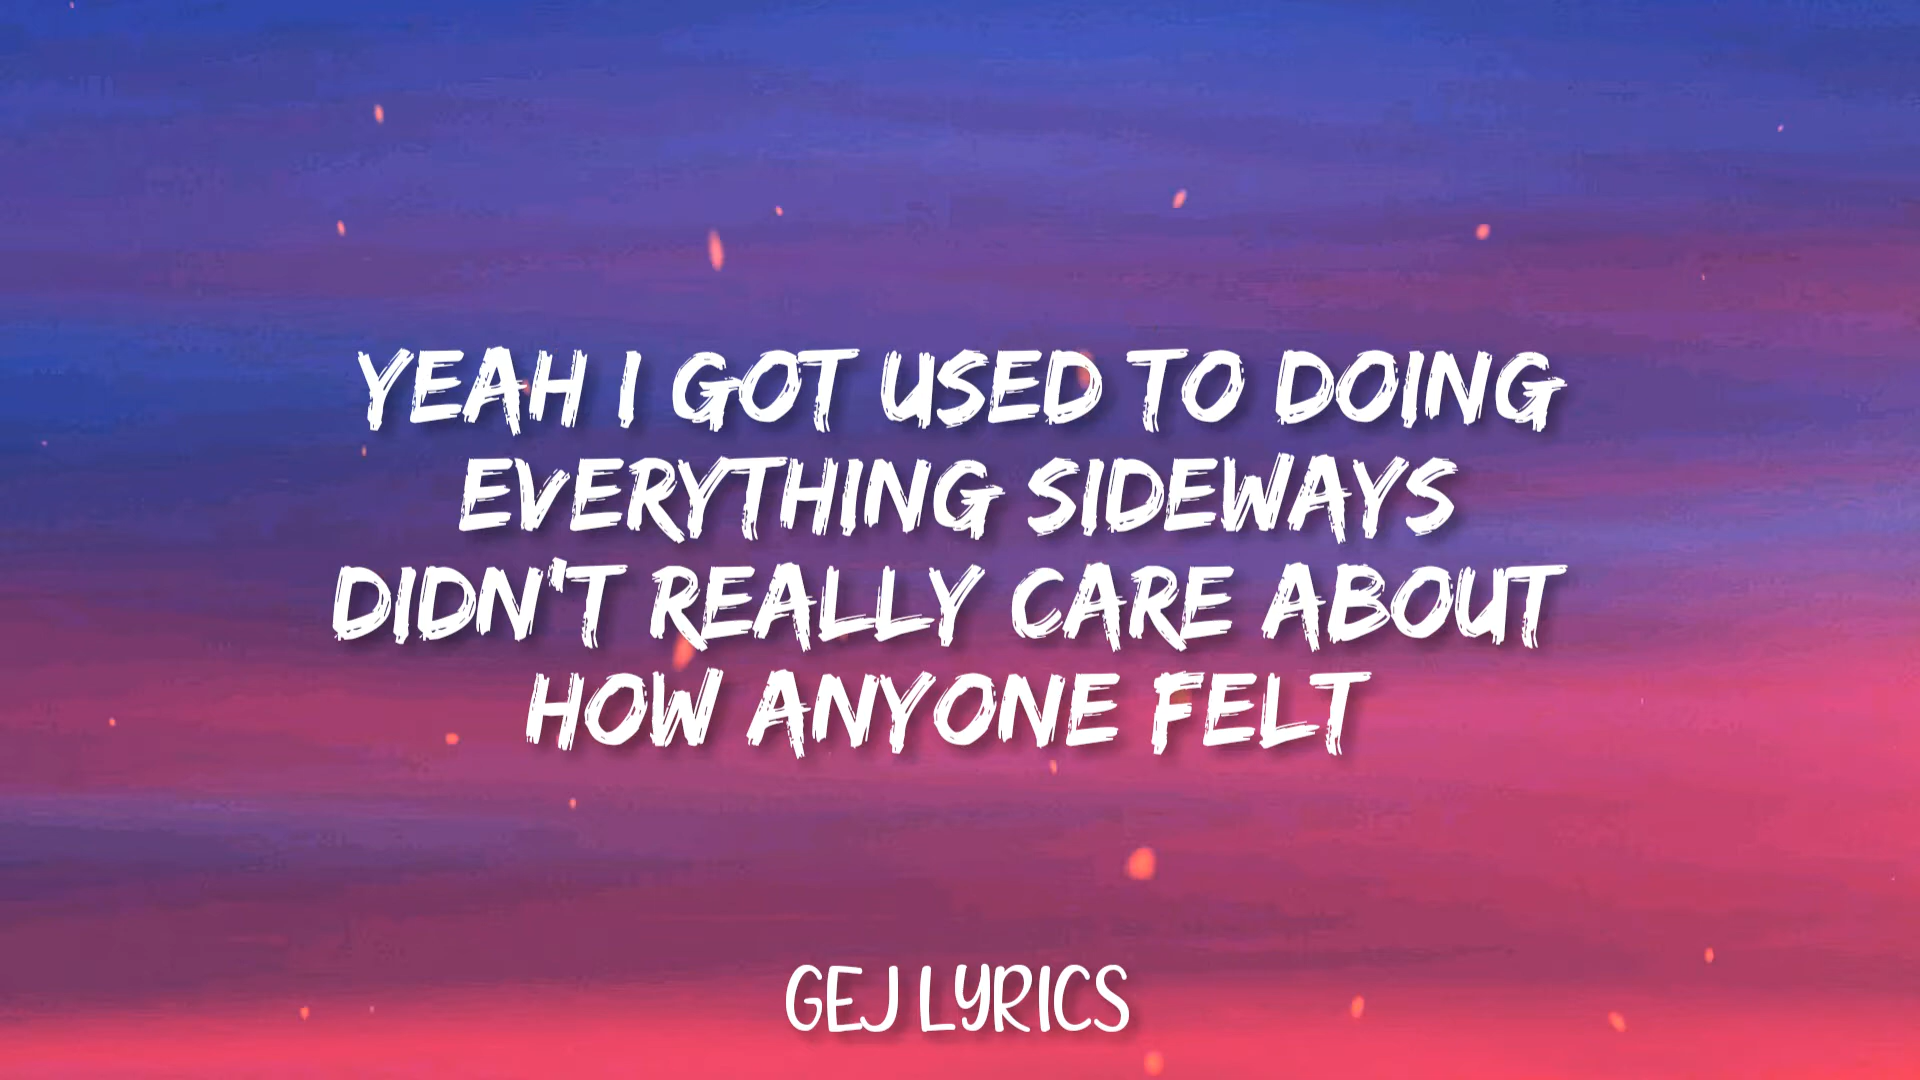 YEAH I GOT USED TO DOING
EVERYTHING SIDEWAYS
DIDN'T REALLY CARE ABOUT
HOW ANYONE FELT
GEJ LYRICS